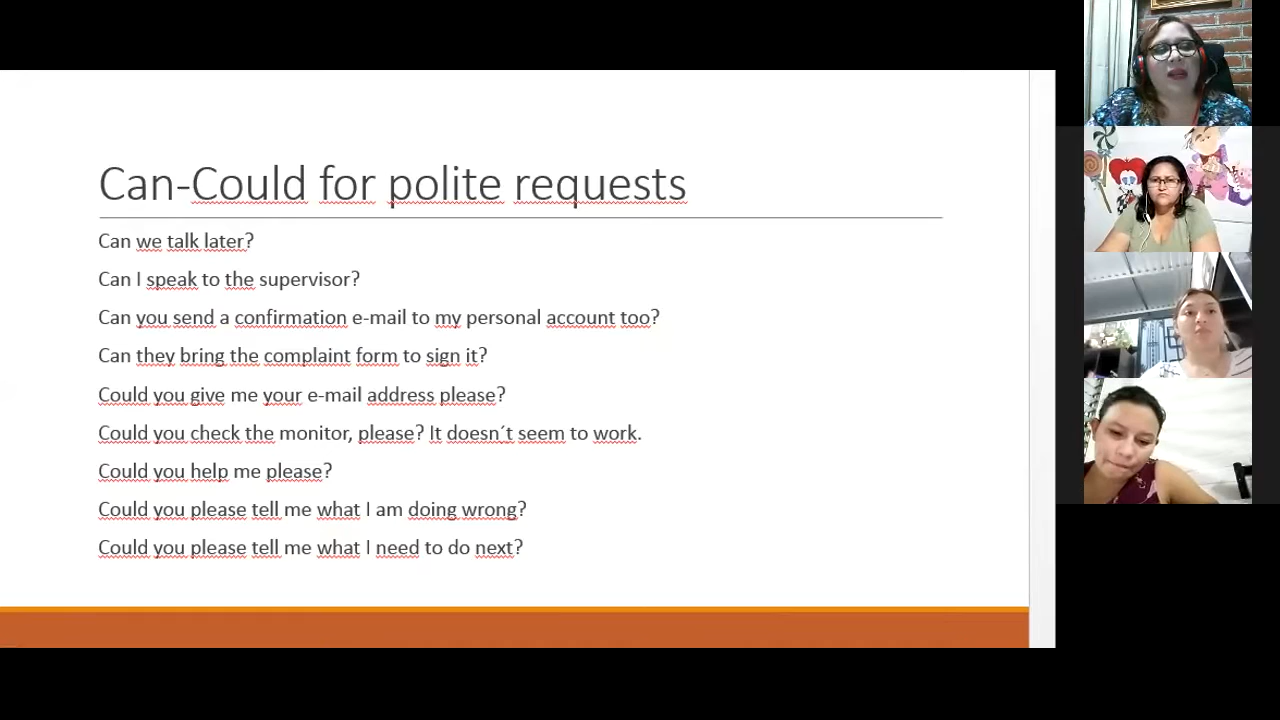 Can-Could for polite requests
Can we talk later?
Can I speak to the supervisor?
Can you send a confirmation e-mail to my personal account too?
Can they bring the complaint form to sign it?
Could you give me your e-mail address please?
Could you check the monitor, please? It doesn´t seem to work.
Could you help me please?
Could you please tell me what I am doing wrong?
Could you please tell me what I need to do next?